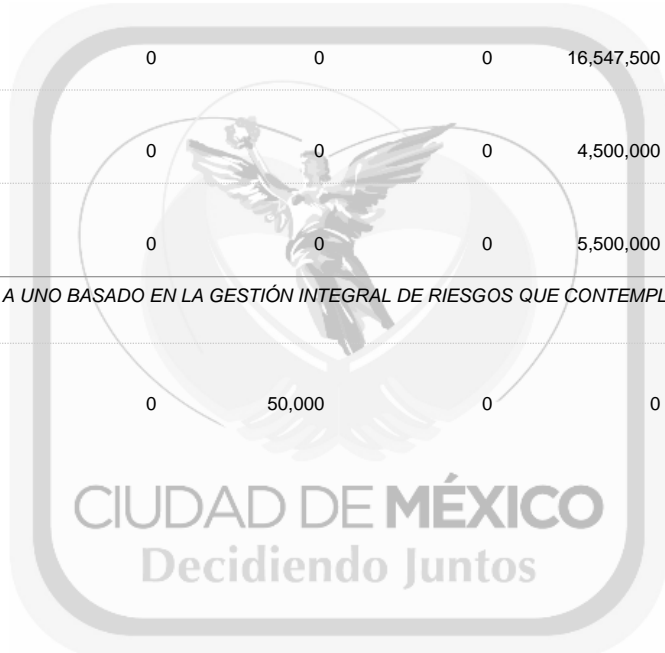 0 0 0 16,547,500
0 0 0 4,500,000
0 0 0 5,500,000
A UNO BASADO EN LA GESTIÓN INTEGRAL DE RIESGOS QUE CONTEMPL
0 50,000 0 0
CIUDAD DE MÉXICO
Decidiendo Juntos